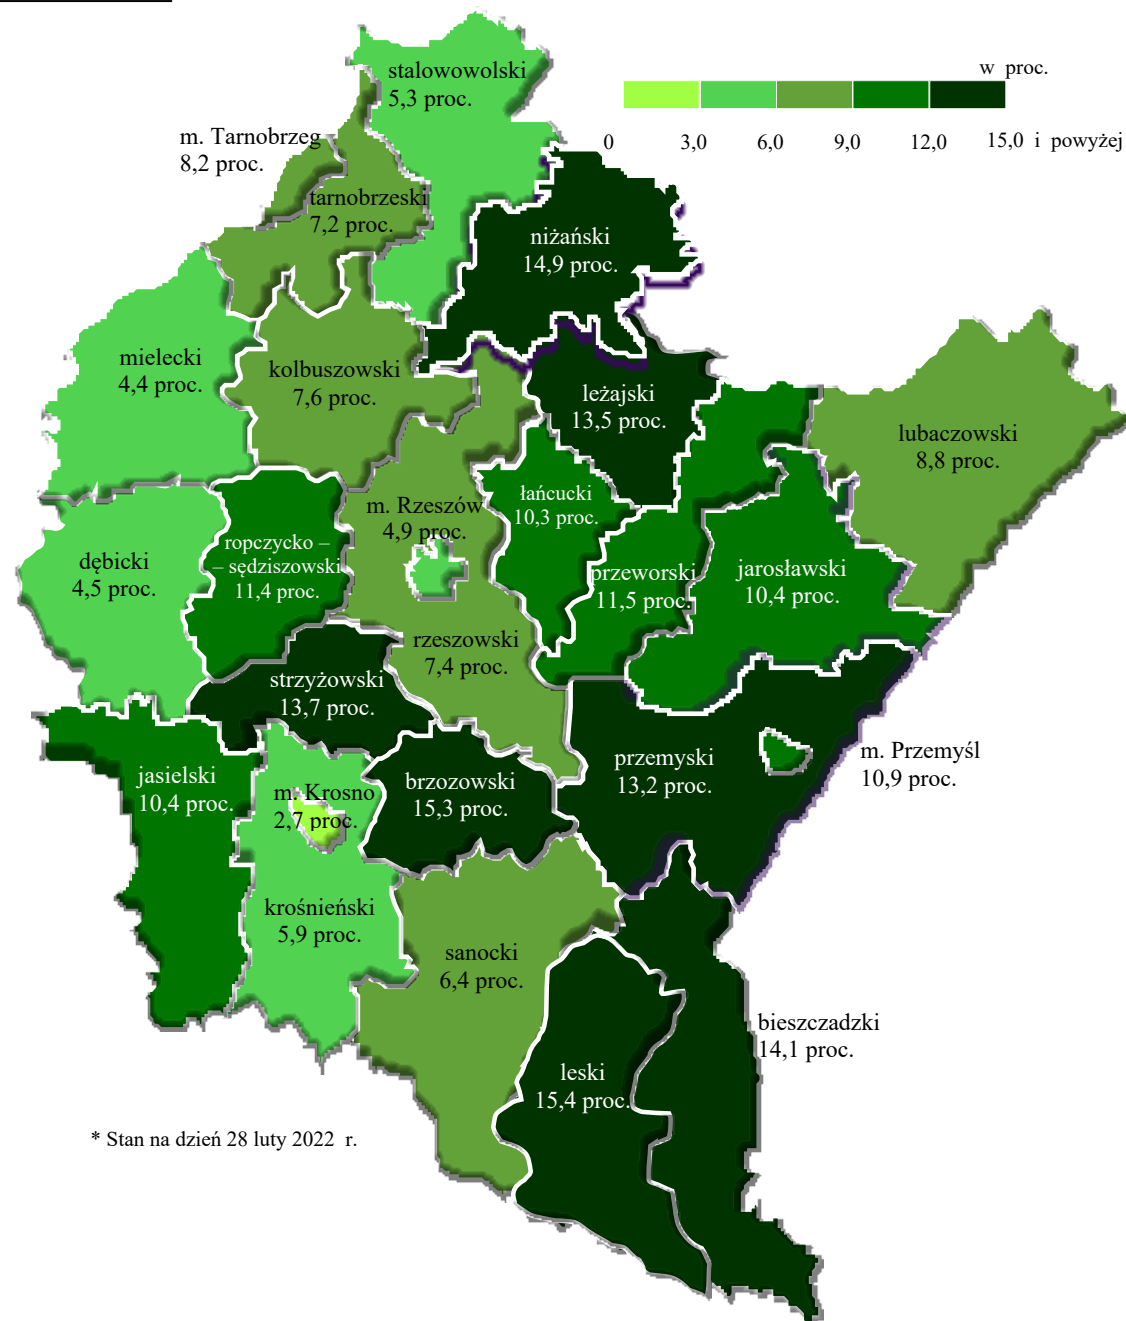 stalowowolski
5,3 proc.
w proc.
0 3,0 6,0 9,0 12,0 15,0 i powyżej
m. Tarnobrzeg
8,2 proc.
tarnobrzeski
7,2 proc.
niżański
14,9 proc.
mielecki
4,4 proc.
kolbuszowski
7,6 proc.
leżajski
13,5 proc.
lubaczowski
8,8 proc.
łańcucki
10,3 proc.
m. Rzeszów
4,9 proc.
ropczycko –
– sędziszowski
11,4 proc.
dębicki
4,5 proc.
przeworski
11,5 proc.
jarosławski
10,4 proc.
rzeszowski
7,4 proc.
strzyżowski
13,7 proc.
przemyski
13,2 proc.
m. Przemyśl
10,9 proc.
jasielski
10,4 proc.
m. Krosno
2,7 proc.
brzozowski
15,3 proc.
krośnieński
5,9 proc.
sanocki
6,4 proc.
bieszczadzki
14,1 proc.
leski
15,4 proc.
* Stan na dzień 28 luty 2022 r.